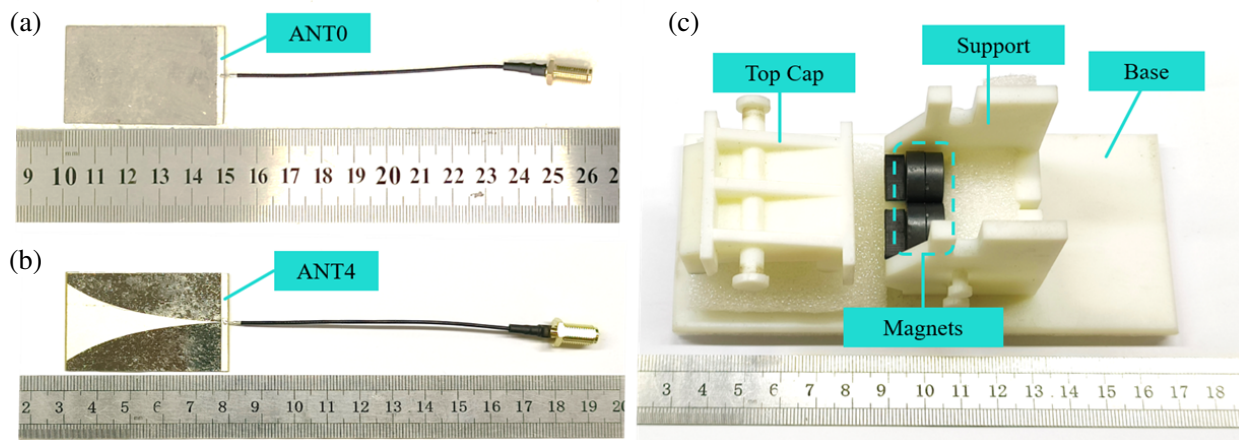 (a)
ANT0
mm
9 10 11 12 13 14 15 16 17 18 19 20 21 22 23 24 25 26 2
(b)
ANT4
2 3 4 5 6 7 8 9 10 11 12 13 14 15 16 17 18 19 20
(c)
Support
Top Cap
Base
Magnets
3 4 5 6 7 8 9 10 11 12 13 14 15 16 17 18